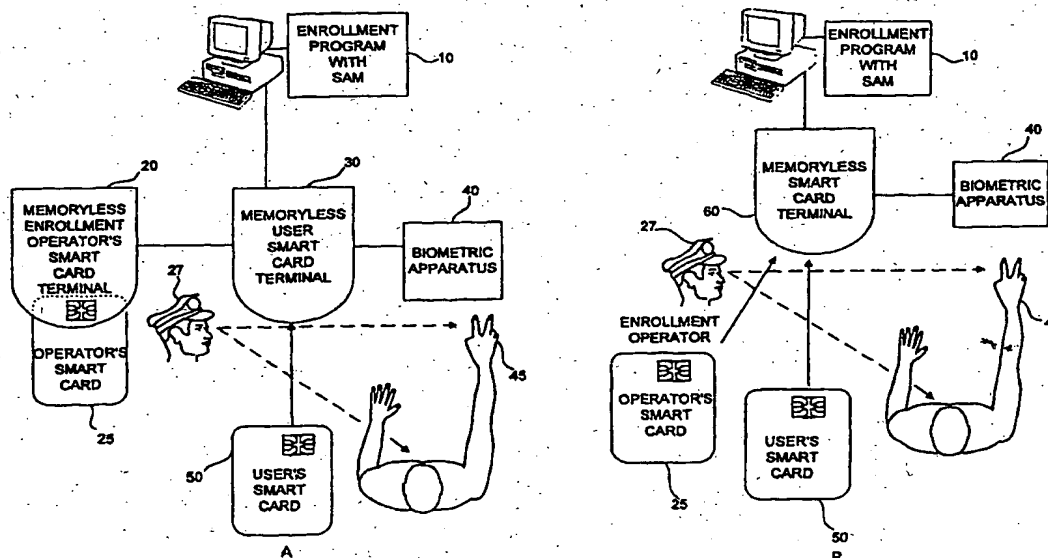 ENROLLMENT
PROGRAM
WITH
SAM
10
20
30
MEMORYLESS
ENROLLMENT
OPERATOR'S
SMART
CARD
TERMINAL
MEMORYLESS
USER
SMART
CARD
TERMINAL
40
BIOMETRIC
APPARATUS
27
OPERATOR'S
SMART
CARD
25
45
50
USER'S
SMART
CARD
A
ENROLLMENT
PROGRAM
WITH
SAM
10
MEMORYLESS
SMART
CARD
TERMINAL
60
40
BIOMETRIC
APPARATUS
27
ENROLLMENT
OPERATOR
OPERATOR'S
SMART
CARD
25
USER'S
SMART
CARD
50